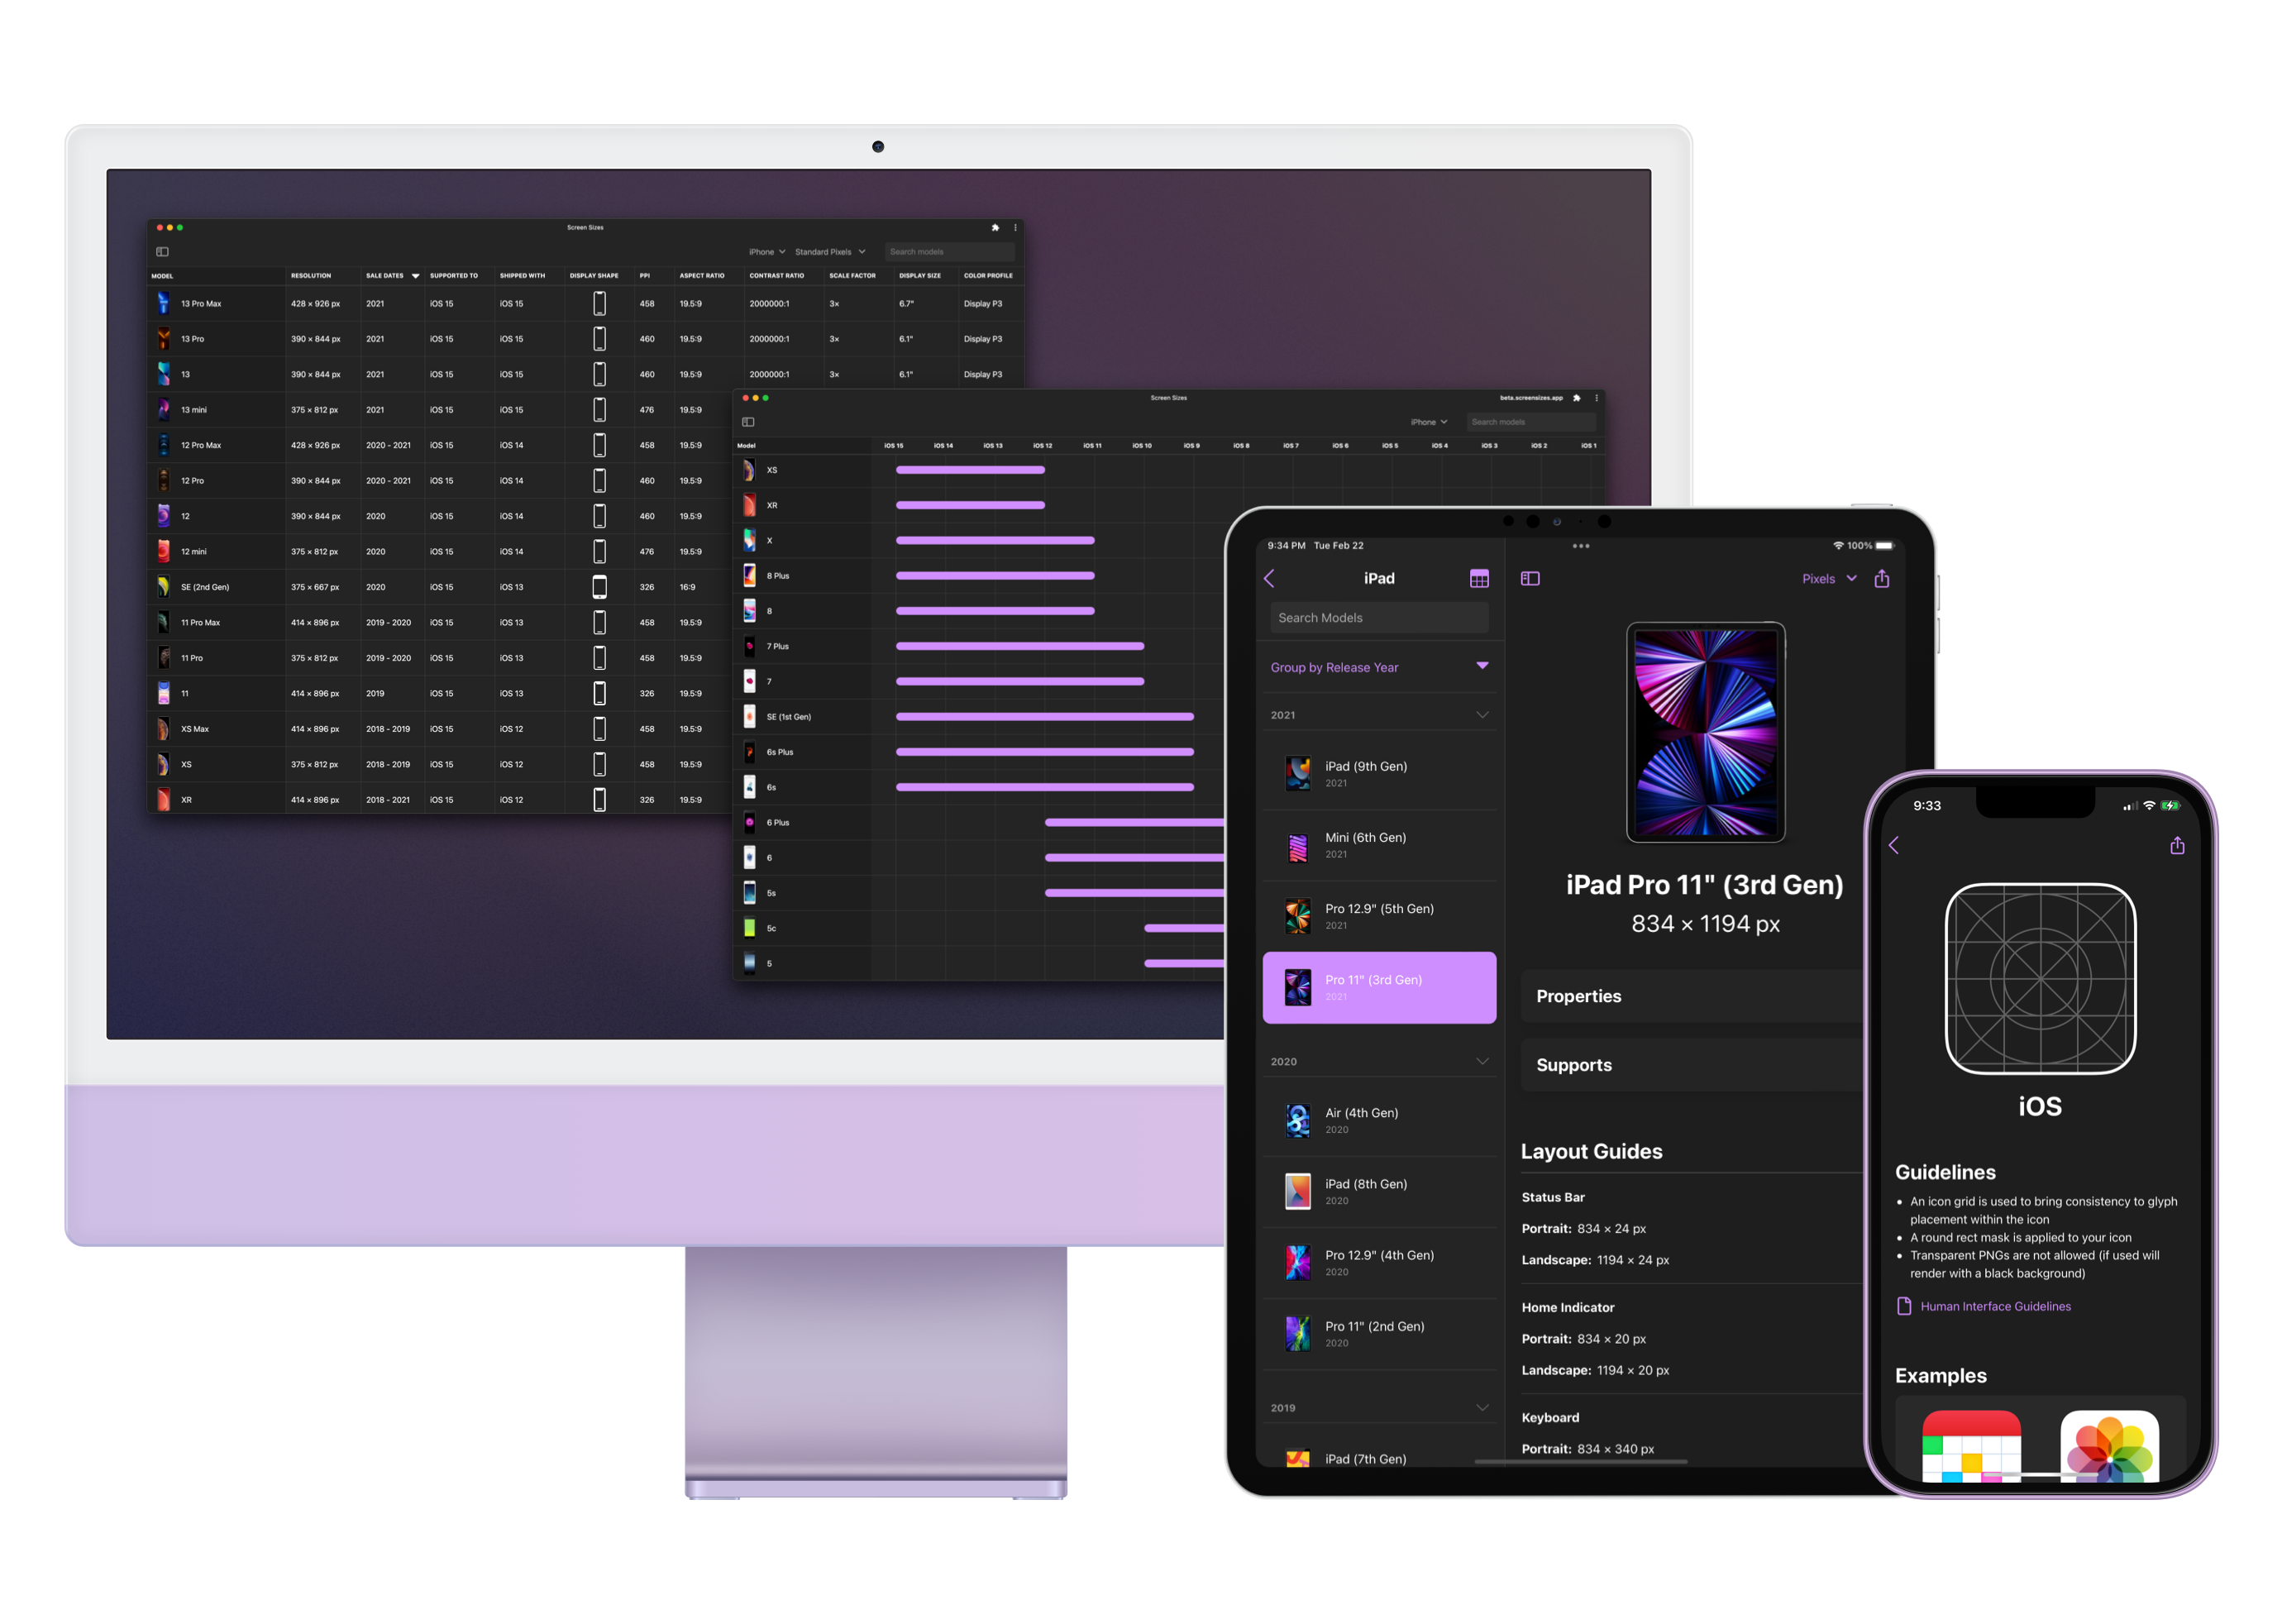 Screen Sizes
iPhone Standard Pixels Search models
MODEL RESOLUTION SALE DATES SUPPORTED TO SHIPPED WITH DISPLAY SHAPE PPI ASPECT RATIO CONTRAST RATIO SCALE FACTOR DISPLAY SIZE COLOR PROFILE
13 Pro Max 428 × 926 px 2021 iOS 15 iOS 15 458 19.5:9 2000000:1 3× 6.7" Display P3
13 Pro 390 × 844 px 2021 iOS 15 iOS 15 460 19.5:9 2000000:1 3× 6.1" Display P3
13 390 × 844 px 2021 iOS 15 iOS 15 460 19.5:9 2000000:1 3× 6.1" Display P3
13 mini 375 × 812 px 2021 iOS 15 iOS 15 476 19.5:9
12 Pro Max 428 × 926 px 2020 - 2021 iOS 15 iOS 14 458 19.5:9
12 Pro 390 × 844 px 2020 - 2021 iOS 15 iOS 14 460 19.5:9
12 390 × 844 px 2020 iOS 15 iOS 14 460 19.5:9
12 mini 375 × 812 px 2020 iOS 15 iOS 14 476 19.5:9
SE (2nd Gen) 375 × 667 px 2020 iOS 15 iOS 13 326 16:9
11 Pro Max 414 × 896 px 2019 - 2020 iOS 15 iOS 13 458 19.5:9
11 Pro 375 × 812 px 2019 - 2020 iOS 15 iOS 13 458 19.5:9
11 414 × 896 px 2019 iOS 15 iOS 13 326 19.5:9
XS Max 414 × 896 px 2018 - 2019 iOS 15 iOS 12 458 19.5:9
XS 375 × 812 px 2018 - 2019 iOS 15 iOS 12 458 19.5:9
XR 414 × 896 px 2018 - 2021 iOS 15 iOS 12 326 19.5:9
Screen Sizes beta.screensizes.app
iPhone Search models
Model iOS 15 iOS 14 iOS 13 iOS 12 iOS 11 iOS 10 iOS 9 iOS 8 iOS 7 iOS 6 iOS 5 iOS 4 iOS 3 iOS 2 iOS 1
XS
XR
X
8 Plus
8
7 Plus
7
SE (1st Gen)
6s Plus
6s
6 Plus
6
5s
5c
5
9:34 PM Tue Feb 22 100%
iPad
Search Models
Group by Release Year
2021
iPad (9th Gen)
2021
Mini (6th Gen)
2021
Pro 12.9" (5th Gen)
2021
Pro 11" (3rd Gen)
2021
2020
Air (4th Gen)
2020
iPad (8th Gen)
2020
Pro 12.9" (4th Gen)
2020
Pro 11" (2nd Gen)
2020
2019
iPad (7th Gen)
Pixels
iPad Pro 11" (3rd Gen)
834 × 1194 px
Properties
Supports
Layout Guides
Status Bar
Portrait: 834 × 24 px
Landscape: 1194 × 24 px
Home Indicator
Portrait: 834 × 20 px
Landscape: 1194 × 20 px
Keyboard
Portrait: 834 × 340 px
9:33
iOS
Guidelines
• An icon grid is used to bring consistency to glyph
placement within the icon
• A round rect mask is applied to your icon
• Transparent PNGs are not allowed (if used will
render with a black background)
Human Interface Guidelines
Examples